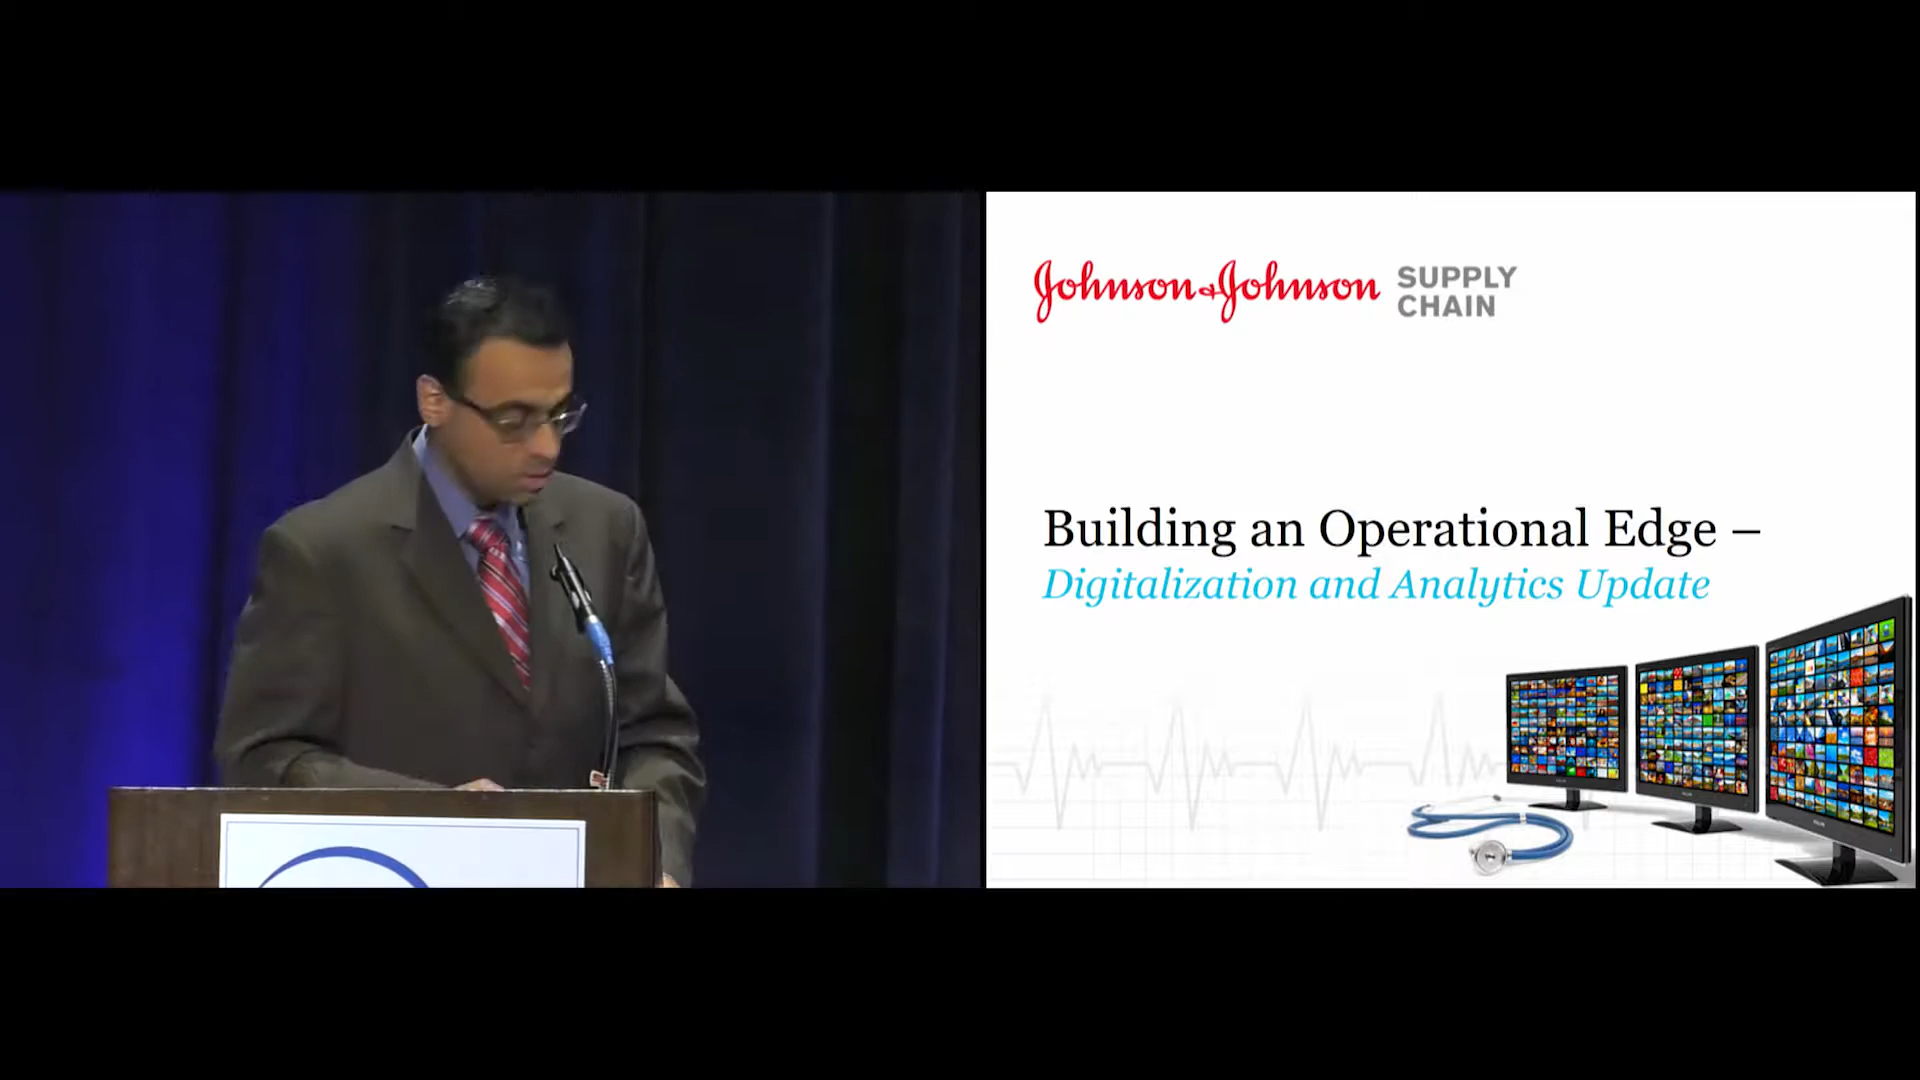 Johnson & Johnson SUPPLY
CHAIN
Building an Operational Edge –
Digitalization and Analytics Update